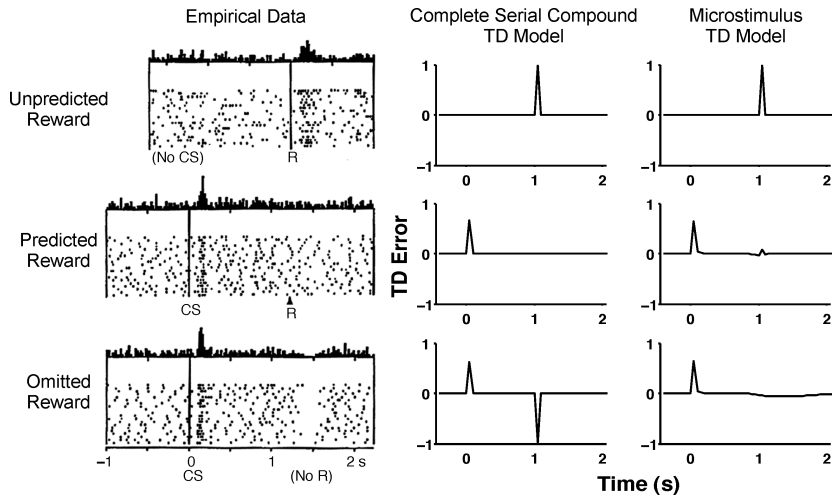 Empirical Data
Complete Serial Compound
TD Model
Microstimulus
TD Model
Unpredicted
Reward
(No CS)
R
1
0
−1
0
1
2
1
0
−1
0
1
2
Predicted
Reward
CS
R
TD Error
1
0
−1
0
1
2
1
0
−1
0
1
2
Omitted
Reward
−1
0
1
2 s
CS
(No R)
1
0
−1
0
1
2
1
0
−1
0
1
2
Time (s)